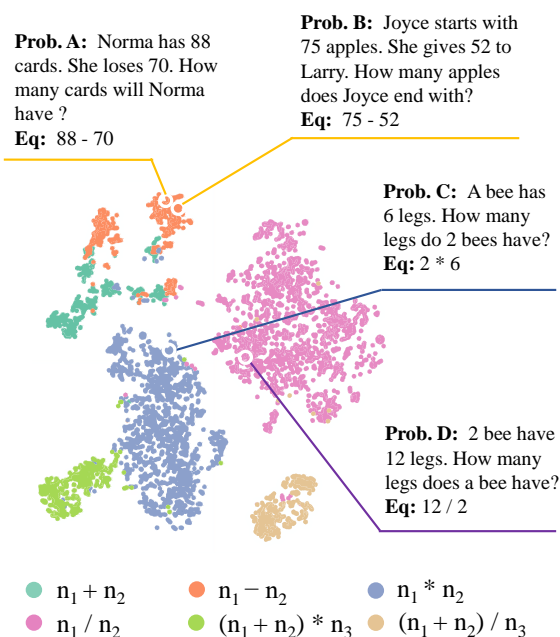 Prob. A: Norma has 88
cards. She loses 70. How
many cards will Norma
have ?
Eq: 88 - 70
Prob. B: Joyce starts with
75 apples. She gives 52 to
Larry. How many apples
does Joyce end with?
Eq: 75 - 52
Prob. C: A bee has
6 legs. How many
legs do 2 bees have?
Eq: 2 * 6
Prob. D: 2 bee have
12 legs. How many
legs does a bee have?
Eq: 12 / 2
n₁ + n₂
n₁ − n₂
n₁ * n₂
n₁ / n₂
(n₁ + n₂) * n₃
(n₁ + n₂) / n₃